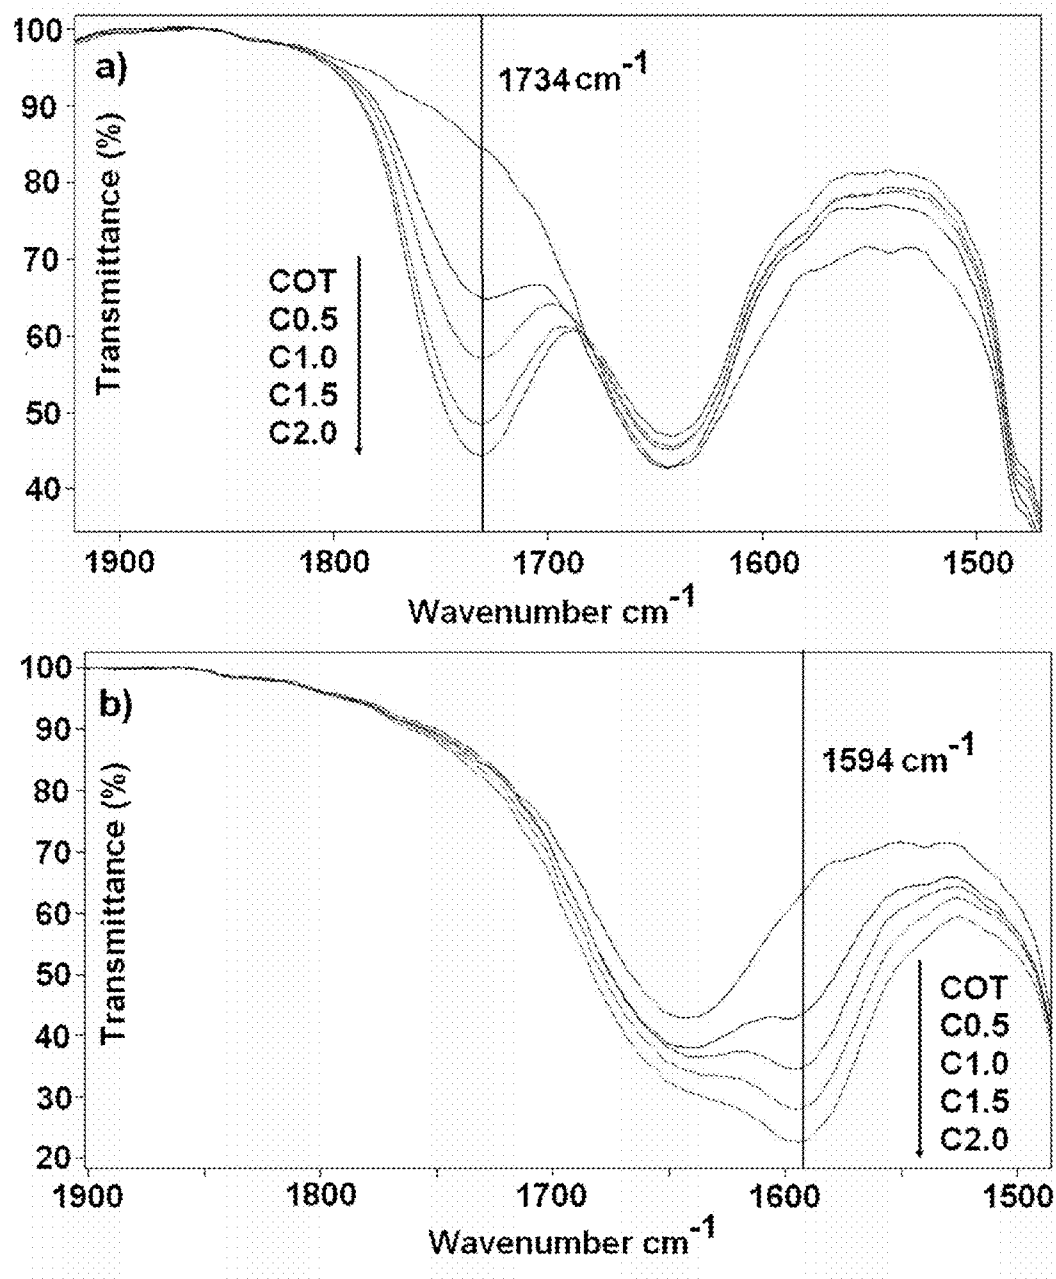 100
90
80
70
60
50
40
Transmittance (%)
a)
1734 cm-1
COT
C0.5
C1.0
C1.5
C2.0
1900 1800 1700 1600 1500
Wavenumber cm-1
100
90
80
70
60
50
40
30
20
Transmittance (%)
b)
1594 cm-1
COT
C0.5
C1.0
C1.5
C2.0
1900 1800 1700 1600 1500
Wavenumber cm-1